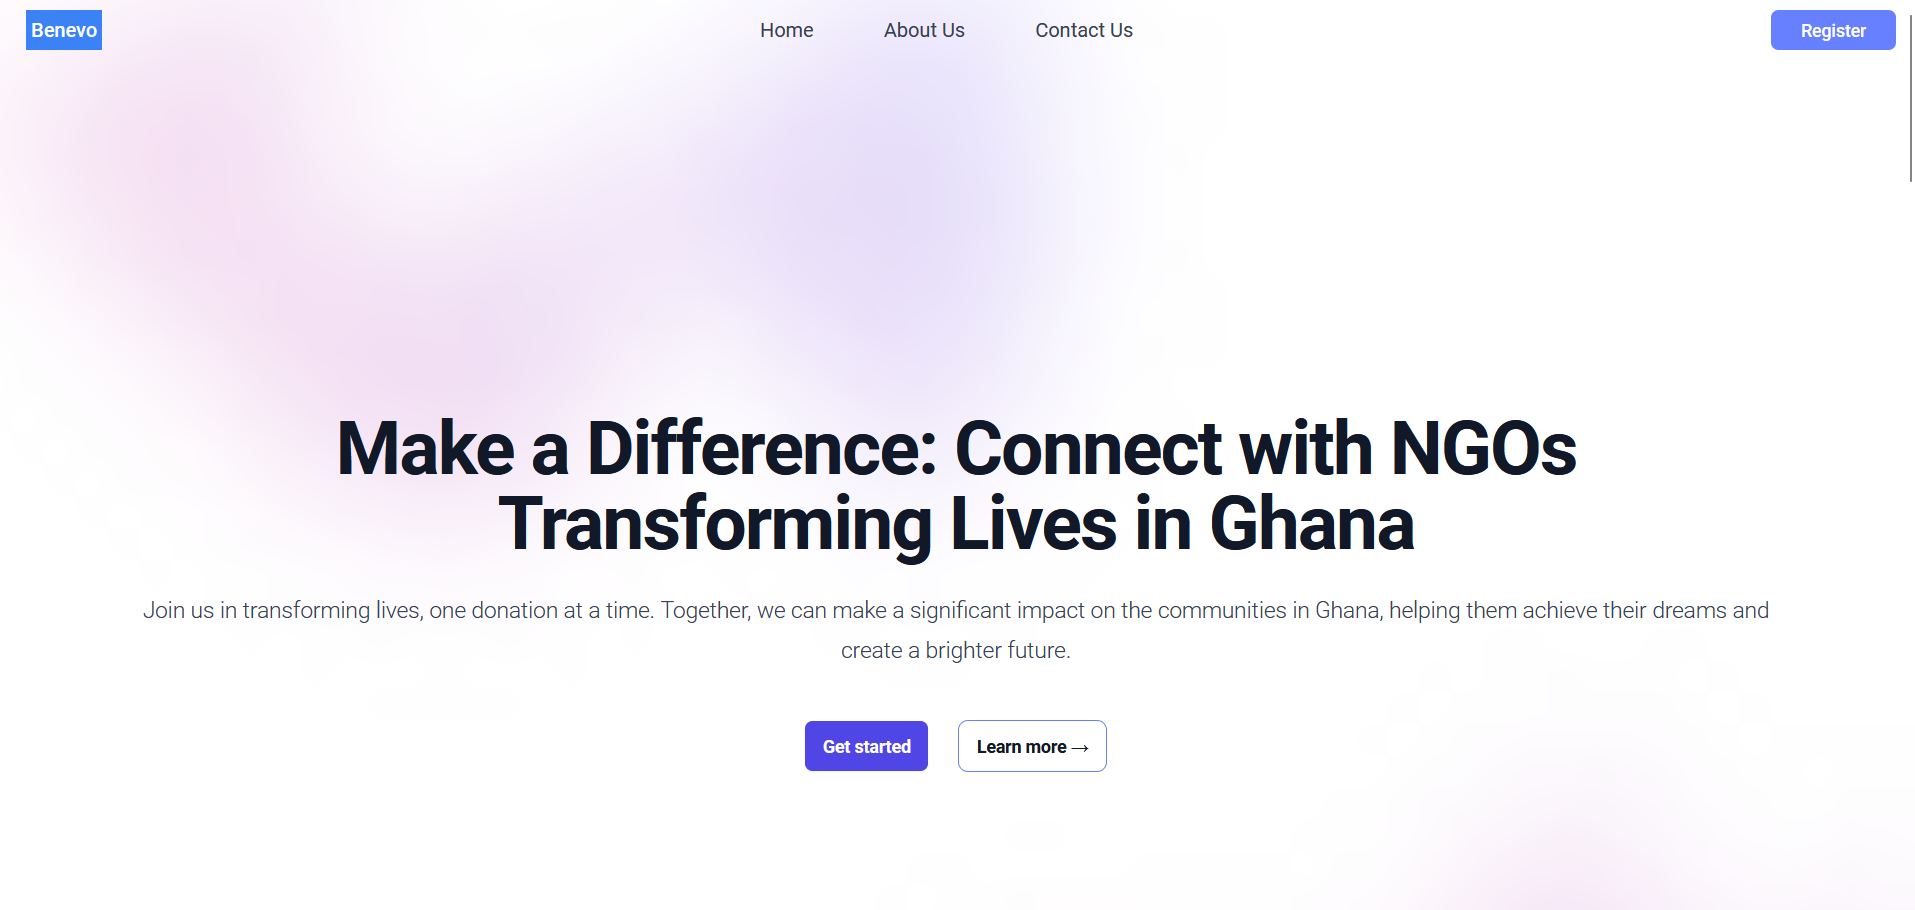 Benevo
Home
About Us
Contact Us
Register
Make a Difference: Connect with NGOs
Transforming Lives in Ghana
Join us in transforming lives, one donation at a time. Together, we can make a significant impact on the communities in Ghana, helping them achieve their dreams and
create a brighter future.
Get started
Learn more →